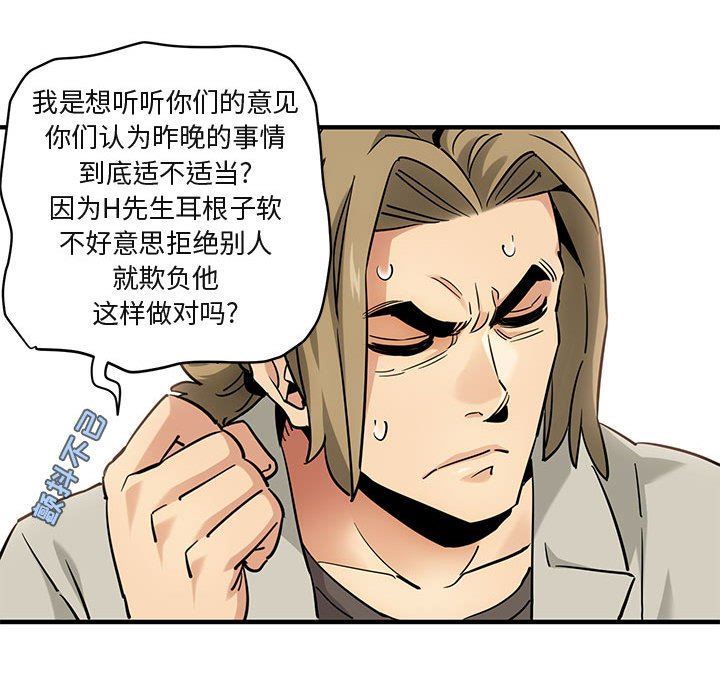 我是想听听你们的意见
你们认为昨晚的事情
到底适不适当?
因为H先生耳根子软
不好意思拒绝别人
就欺负他
这样做对吗?
颤抖不已